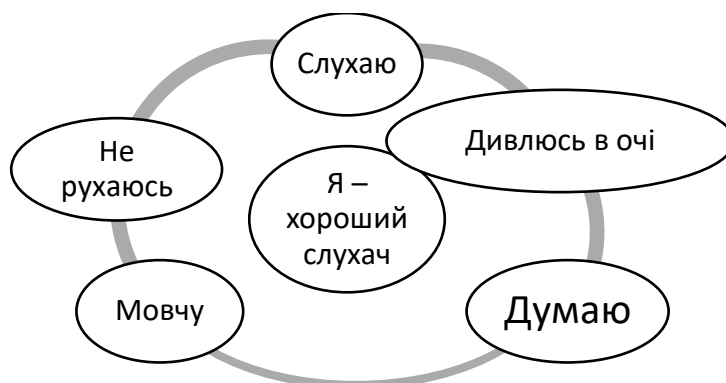 Слухаю
Дивлюсь в очі
Не
рухаюсь
Я –
хороший
слухач
Мовчу
Думаю